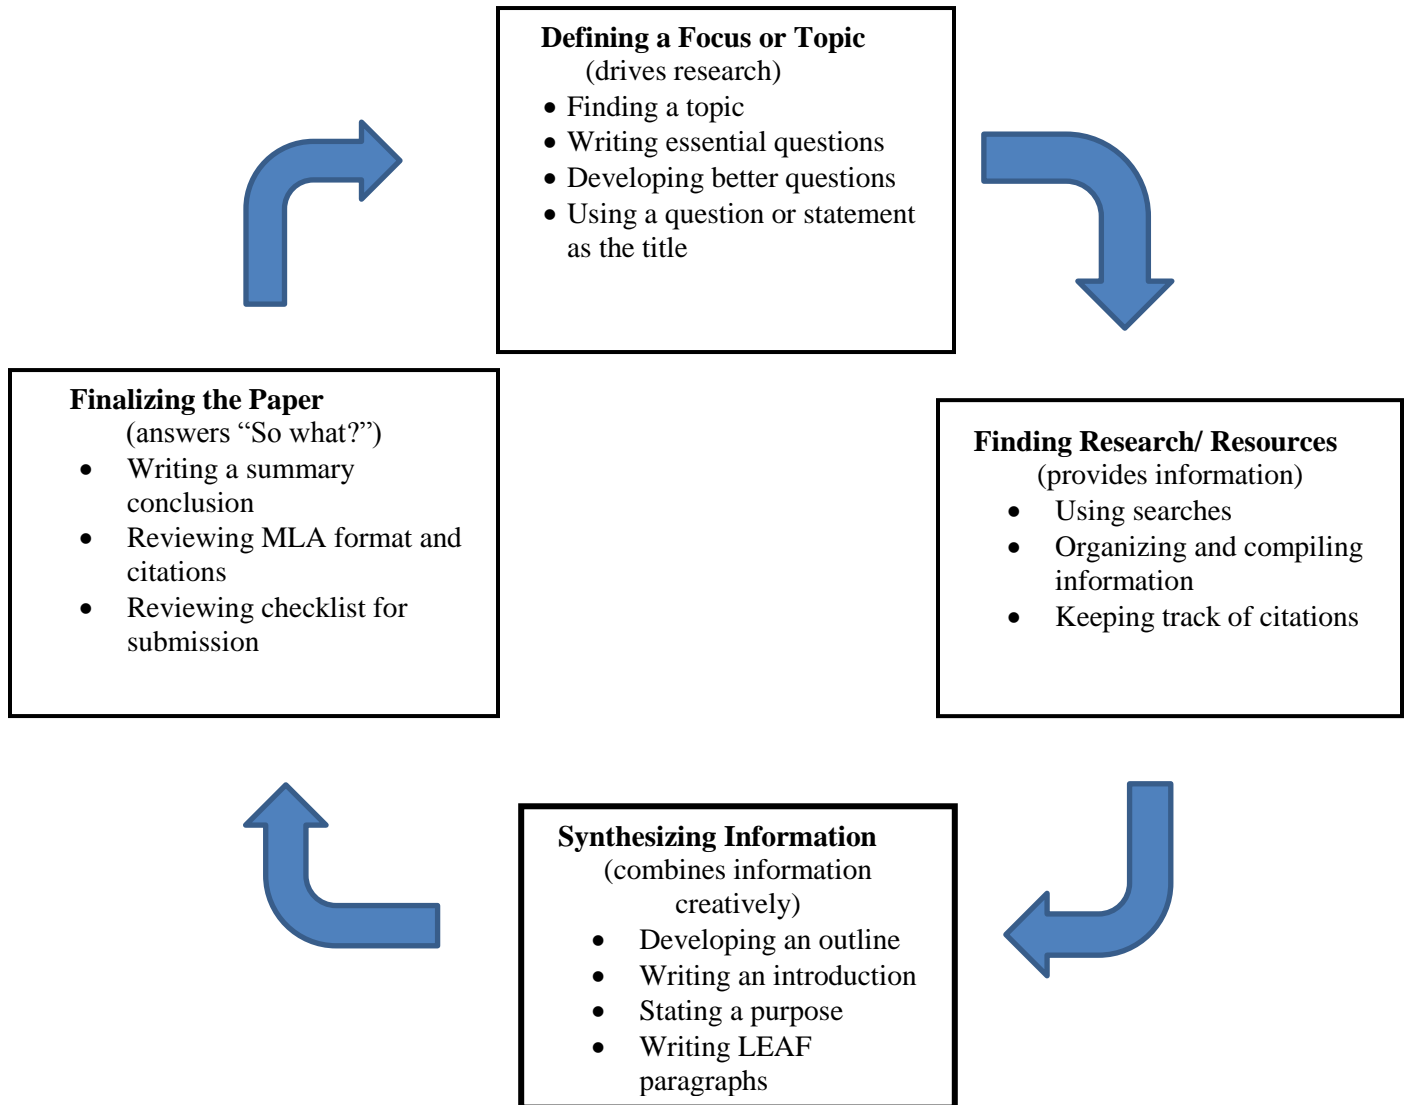 Defining a Focus or Topic
(drives research)
• Finding a topic
• Writing essential questions
• Developing better questions
• Using a question or statement
as the title
Finding Research/ Resources
(provides information)
• Using searches
• Organizing and compiling
information
• Keeping track of citations
Synthesizing Information
(combines information
creatively)
• Developing an outline
• Writing an introduction
• Stating a purpose
• Writing LEAF
paragraphs
Finalizing the Paper
(answers “So what?”)
• Writing a summary
conclusion
• Reviewing MLA format and
citations
• Reviewing checklist for
submission